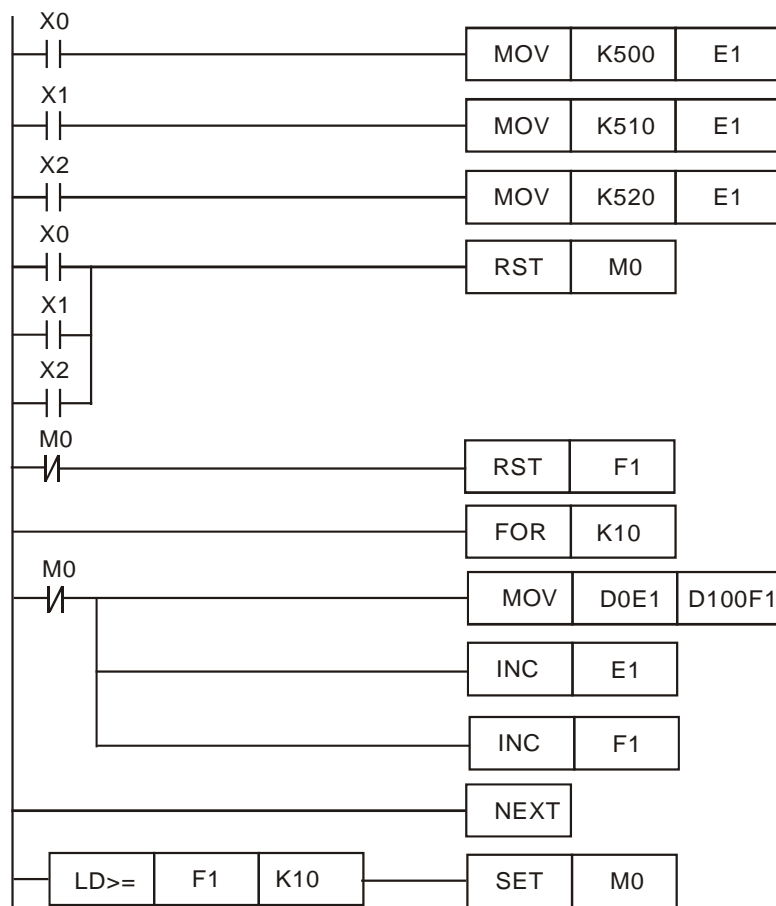 X0
MOV K500 E1
X1
MOV K510 E1
X2
MOV K520 E1
X0
RST M0
X1
X2
M0
RST F1
FOR K10
M0
MOV D0E1 D100F1
INC E1
INC F1
NEXT
LD>= F1 K10 SET M0